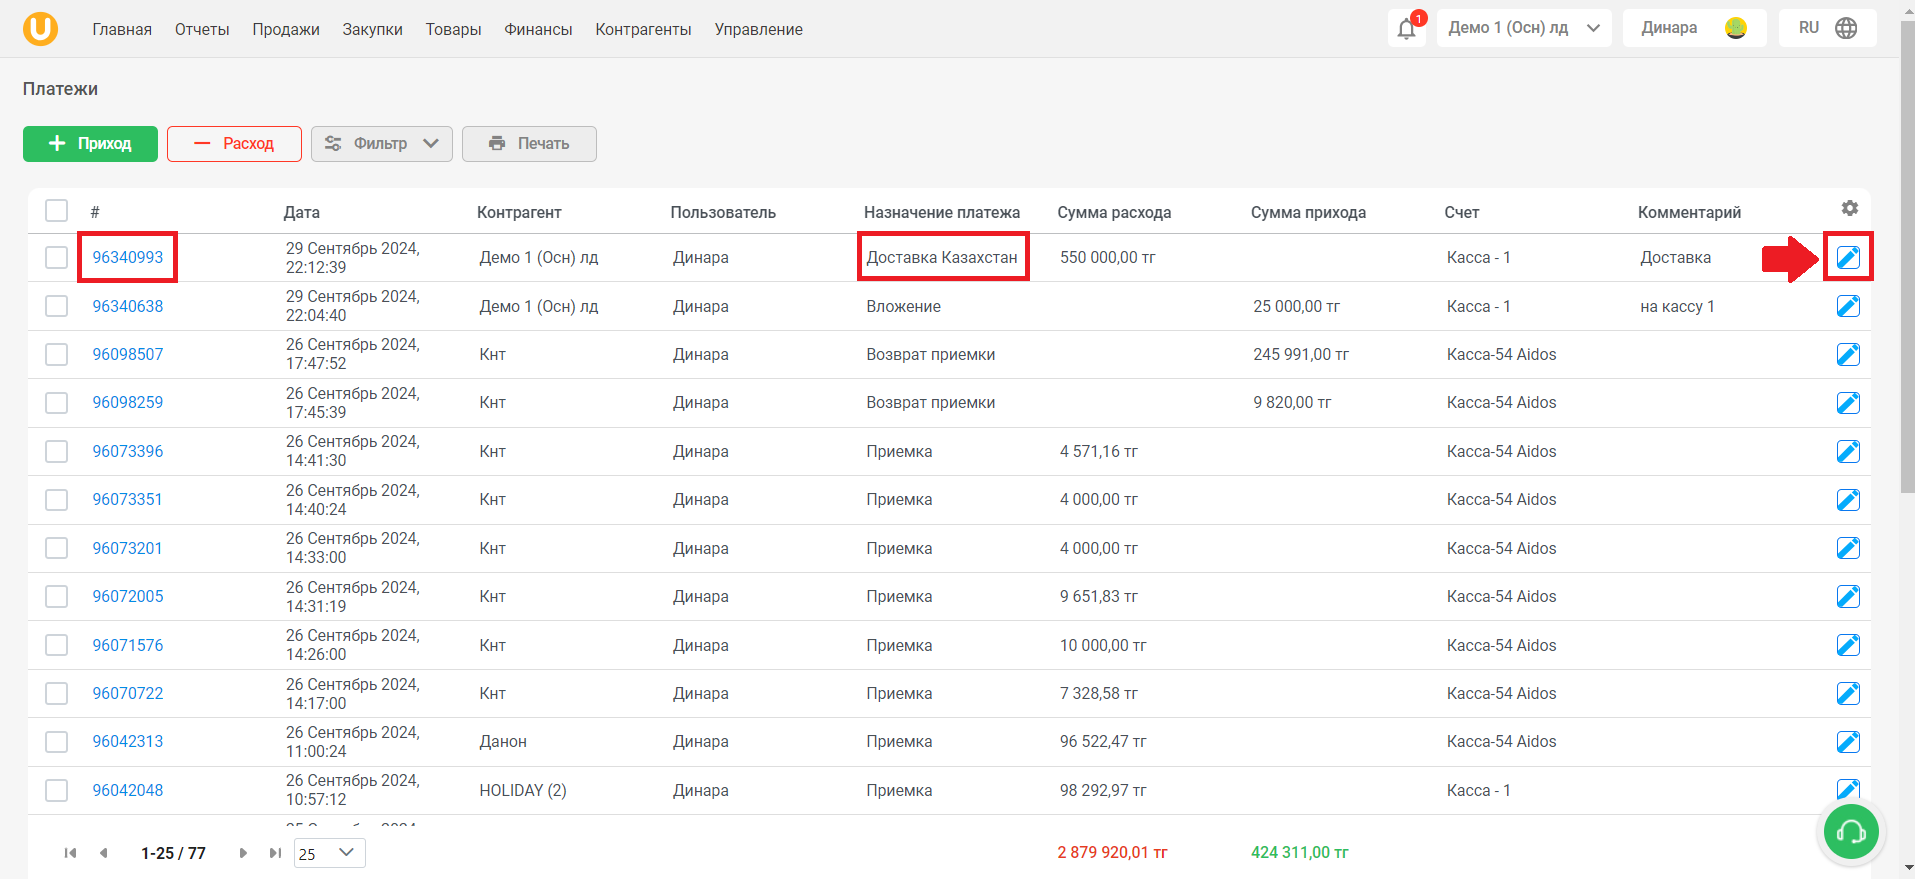 U Главная Отчеты Продажи Закупки Товары Финансы Контрагенты Управление 1 Демо 1 (Осн) лд Динара RU
Платежи
Приход Расход Фильтр Печать
# Дата Контрагент Пользователь Назначение платежа Сумма расхода Сумма прихода Счет Комментарий
96340993 29 Сентябрь 2024, 22:12:39 Демо 1 (Осн) лд Динара Доставка Казахстан 550 000,00 тг Касса - 1 Доставка
96340638 29 Сентябрь 2024, 22:04:40 Демо 1 (Осн) лд Динара Вложение 25 000,00 тг Касса - 1 на кассу 1
96098507 26 Сентябрь 2024, 17:47:52 Кнт Динара Возврат приемки 245 991,00 тг Касса-54 Aidos
96098259 26 Сентябрь 2024, 17:45:39 Кнт Динара Возврат приемки 9 820,00 тг Касса-54 Aidos
96073396 26 Сентябрь 2024, 14:41:30 Кнт Динара Приемка 4 571,16 тг Касса-54 Aidos
96073351 26 Сентябрь 2024, 14:40:24 Кнт Динара Приемка 4 000,00 тг Касса-54 Aidos
96073201 26 Сентябрь 2024, 14:33:00 Кнт Динара Приемка 4 000,00 тг Касса-54 Aidos
96072005 26 Сентябрь 2024, 14:31:19 Кнт Динара Приемка 9 651,83 тг Касса-54 Aidos
96071576 26 Сентябрь 2024, 14:26:00 Кнт Динара Приемка 10 000,00 тг Касса-54 Aidos
96070722 26 Сентябрь 2024, 14:17:00 Кнт Динара Приемка 7 328,58 тг Касса-54 Aidos
96042313 26 Сентябрь 2024, 11:00:24 Данон Динара Приемка 96 522,47 тг Касса-54 Aidos
96042048 26 Сентябрь 2024, 10:57:12 HOLIDAY (2) Динара Приемка 98 292,97 тг Касса - 1
1-25 / 77 25 2 879 920,01 тг 424 311,00 тг